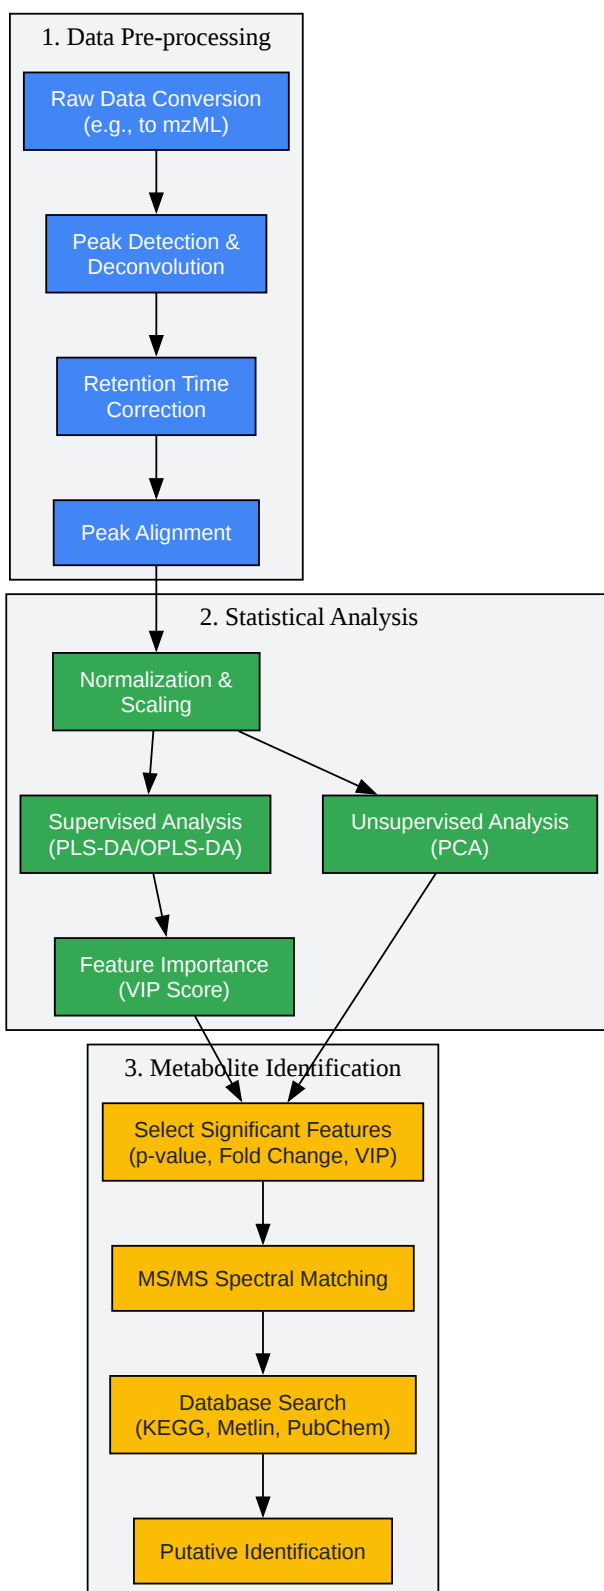 1. Data Pre-processing
Raw Data Conversion
(e.g., to mzML)
Peak Detection &
Deconvolution
Retention Time
Correction
Peak Alignment
2. Statistical Analysis
Normalization &
Scaling
Supervised Analysis
(PLS-DA/OPLS-DA)
Unsupervised Analysis
(PCA)
Feature Importance
(VIP Score)
3. Metabolite Identification
Select Significant Features
(p-value, Fold Change, VIP)
MS/MS Spectral Matching
Database Search
(KEGG, Metlin, PubChem)
Putative Identification